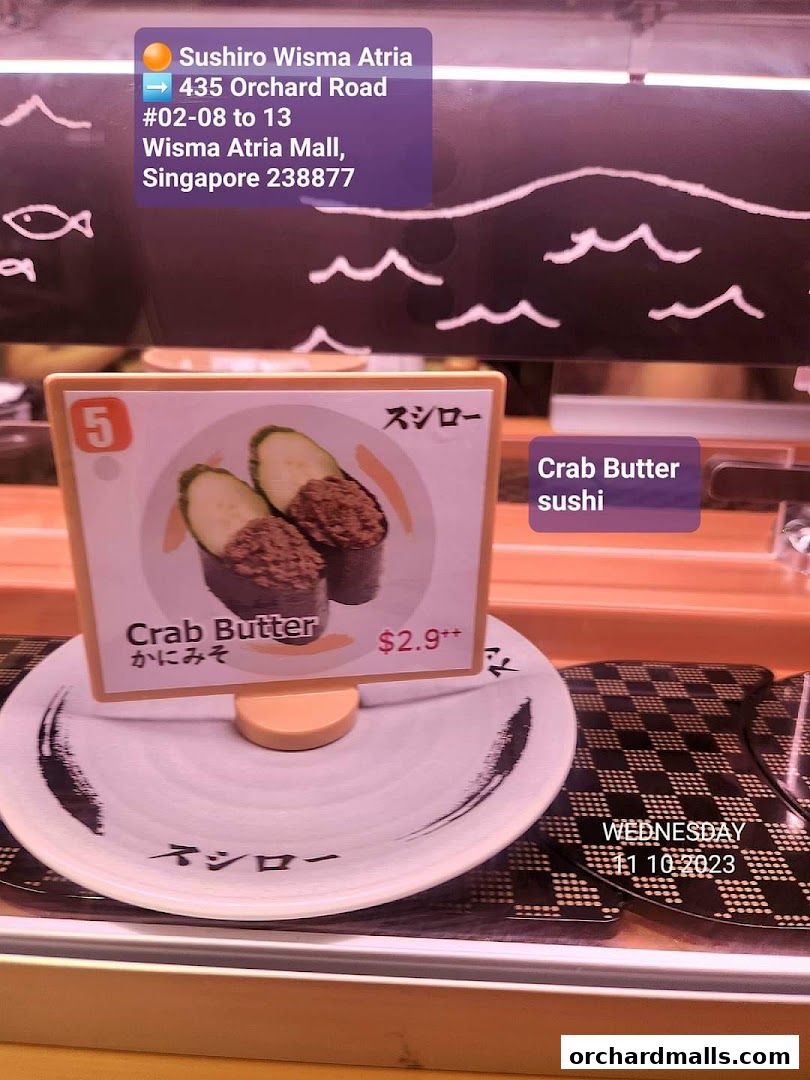 🟠 Sushiro Wisma Atria
➡️ 435 Orchard Road
#02-08 to 13
Wisma Atria Mall,
Singapore 238877
5
スシロー
Crab Butter
sushi
Crab Butter
かにみそ
$2.9++
スシロー
WEDNESDAY
11 10 2023
orchardmalls.com